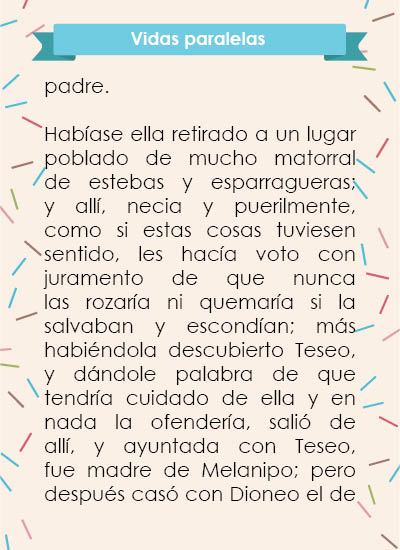 Vidas paralelas
padre.
Habíase ella retirado a un lugar
poblado de mucho matorral
de estebas y esparragueras;
y allí, necia y puerilmente,
como si estas cosas tuviesen
sentido, les hacía voto con
juramento de que nunca
las rozaría ni quemaría si la
salvaban y escondían; más
habiéndola descubierto Teseo,
y dándole palabra de que
tendría cuidado de ella y en
nada la ofendería, salió de
allí, y ayuntada con Teseo,
fue madre de Melanipo; pero
después casó con Dioneo el de